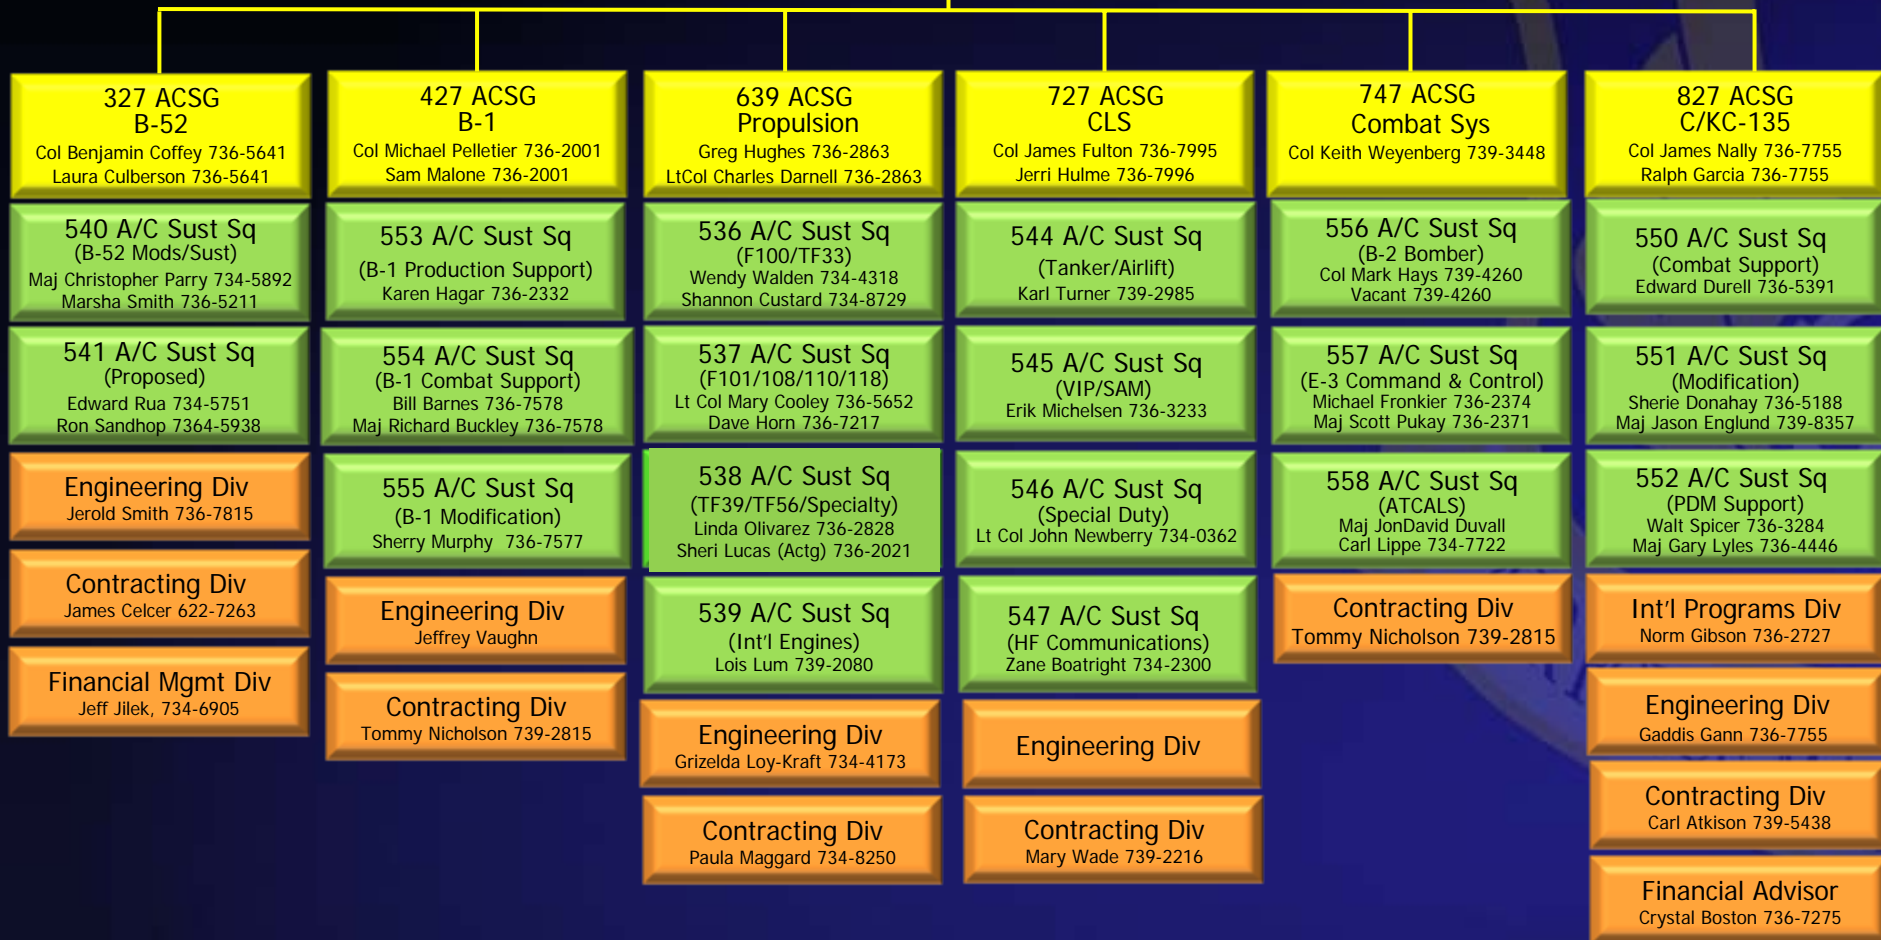 327 ACSG
B-52
Col Benjamin Coffey 736-5641
Laura Culberson 736-5641
540 A/C Sust Sq
(B-52 Mods/Sust)
Maj Christopher Parry 734-5892
Marsha Smith 736-5211
541 A/C Sust Sq
(Proposed)
Edward Rua 734-5751
Ron Sandhop 7364-5938
Engineering Div
Jerold Smith 736-7815
Contracting Div
James Celcer 622-7263
Financial Mgmt Div
Jeff Jilek, 734-6905
427 ACSG
B-1
Col Michael Pelletier 736-2001
Sam Malone 736-2001
553 A/C Sust Sq
(B-1 Production Support)
Karen Hagar 736-2332
554 A/C Sust Sq
(B-1 Combat Support)
Bill Barnes 736-7578
Maj Richard Buckley 736-7578
555 A/C Sust Sq
(B-1 Modification)
Sherry Murphy 736-7577
Engineering Div
Jeffrey Vaughn
Contracting Div
Tommy Nicholson 739-2815
639 ACSG
Propulsion
Greg Hughes 736-2863
LtCol Charles Darnell 736-2863
536 A/C Sust Sq
(F100/TF33)
Wendy Walden 734-4318
Shannon Custard 734-8729
537 A/C Sust Sq
(F101/108/110/118)
Lt Col Mary Cooley 736-5652
Dave Horn 736-7217
538 A/C Sust Sq
(TF39/TF56/Specialty)
Linda Olivarez 736-2828
Sheri Lucas (Actg) 736-2021
539 A/C Sust Sq
(Int'l Engines)
Lois Lum 739-2080
Engineering Div
Grizelda Loy-Kraft 734-4173
Contracting Div
Paula Maggard 734-8250
727 ACSG
CLS
Col James Fulton 736-7995
Jerri Hulme 736-7996
544 A/C Sust Sq
(Tanker/Airlift)
Karl Turner 739-2985
545 A/C Sust Sq
(VIP/SAM)
Erik Michelsen 736-3233
546 A/C Sust Sq
(Special Duty)
Lt Col John Newberry 734-0362
547 A/C Sust Sq
(HF Communications)
Zane Boatright 734-2300
Engineering Div
Contracting Div
Mary Wade 739-2216
747 ACSG
Combat Sys
Col Keith Weyenberg 739-3448
556 A/C Sust Sq
(B-2 Bomber)
Col Mark Hays 739-4260
Vacant 739-4260
557 A/C Sust Sq
(E-3 Command & Control)
Michael Fronkier 736-2374
Maj Scott Pukay 736-2371
558 A/C Sust Sq
(ATCALS)
Maj JonDavid Duvall
Carl Lippe 734-7722
Contracting Div
Tommy Nicholson 739-2815
827 ACSG
C/KC-135
Col James Nally 736-7755
Ralph Garcia 736-7755
550 A/C Sust Sq
(Combat Support)
Edward Durell 736-5391
551 A/C Sust Sq
(Modification)
Sherie Donahay 736-5188
Maj Jason Englund 739-8357
552 A/C Sust Sq
(PDM Support)
Walt Spicer 736-3284
Maj Gary Lyles 736-4446
Int'l Programs Div
Norm Gibson 736-2727
Engineering Div
Gaddis Gann 736-7755
Contracting Div
Carl Atkison 739-5438
Financial Advisor
Crystal Boston 736-7275